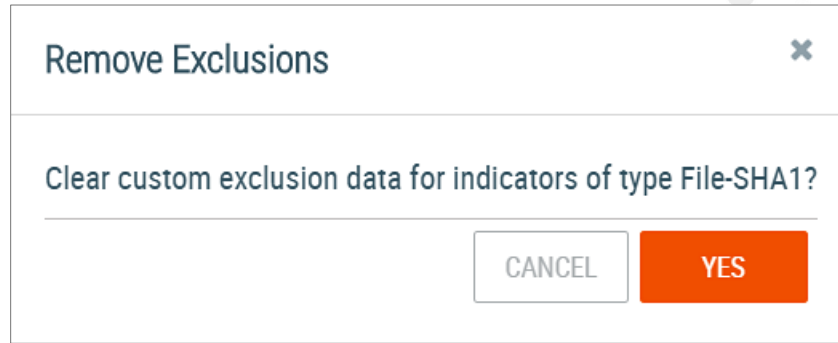 Remove Exclusions
Clear custom exclusion data for indicators of type File-SHA1?
CANCEL YES